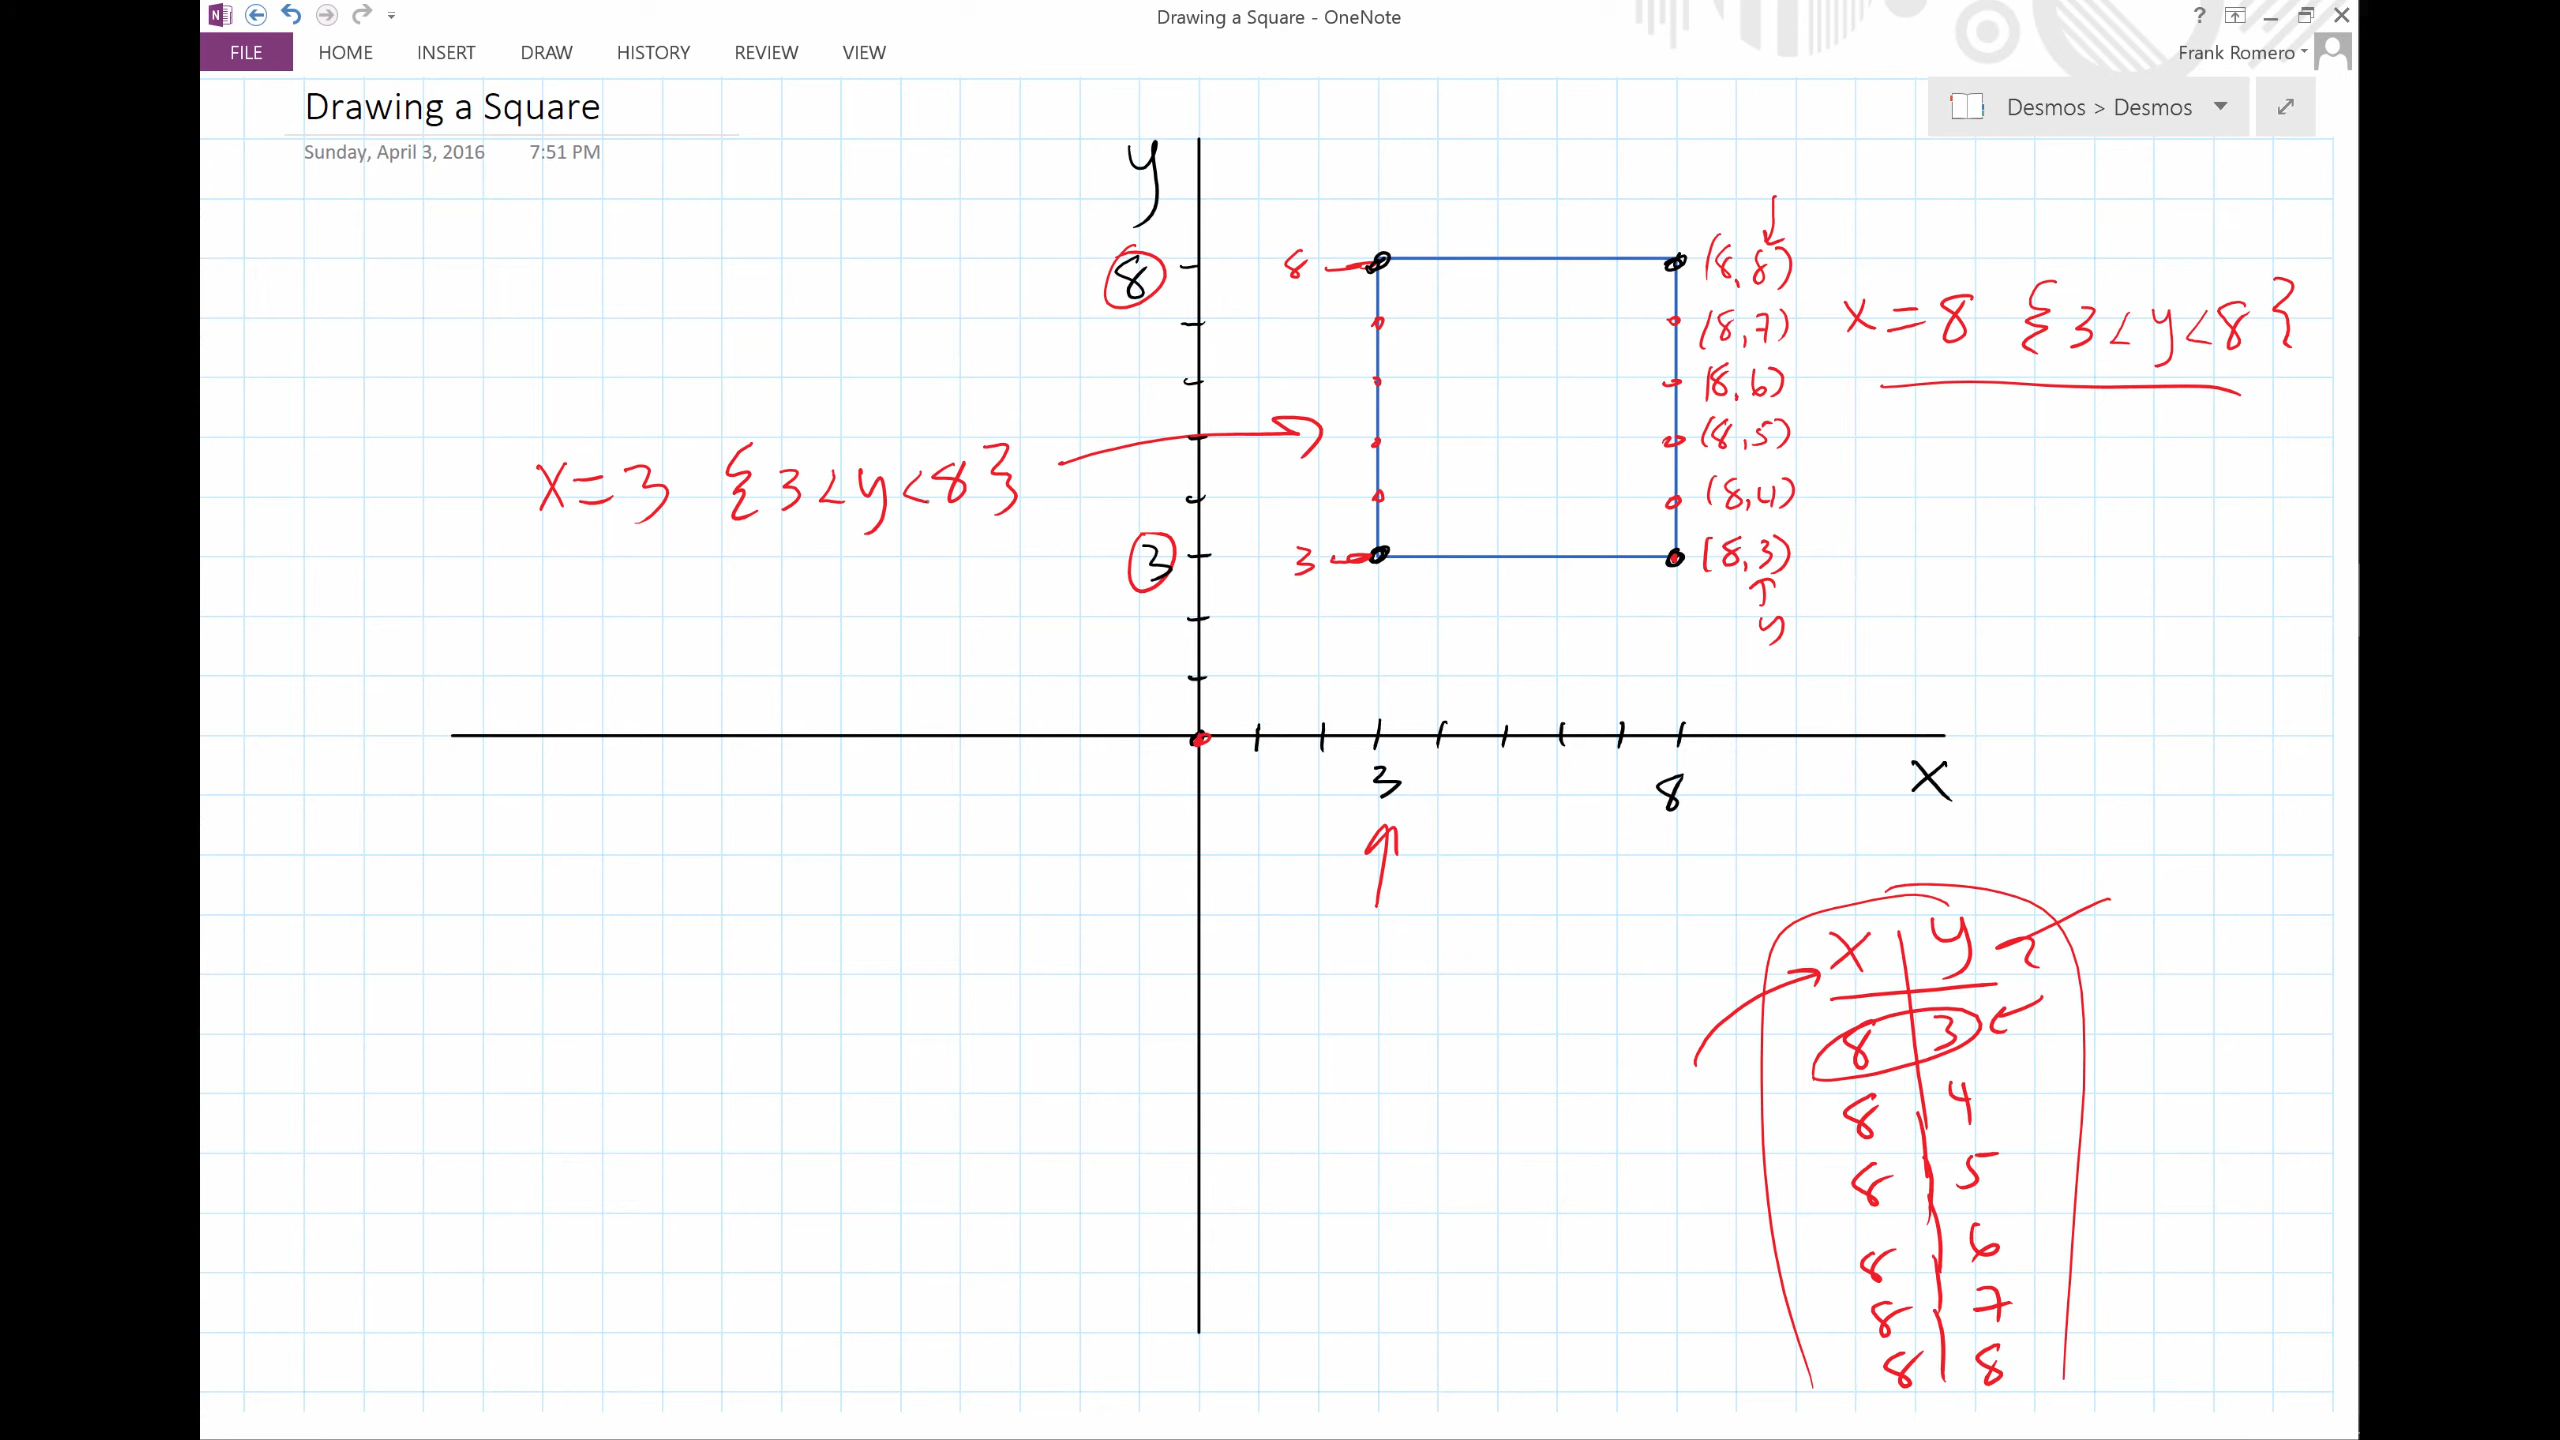 Drawing a Square - OneNote
?
FILE HOME INSERT DRAW HISTORY REVIEW VIEW
Frank Romero
Drawing a Square
Desmos > Desmos
Sunday, April 3, 2016 7:51 PM
y
8
8
(8,8)
(8,7)
x=8 {3<y<8}
(8,6)
(8,5)
x=3 {3<y<8}
(8,4)
3
3
(8,3)
y
3
8
x
x y
8 3
8 4
8 5
8 6
8 7
8 8